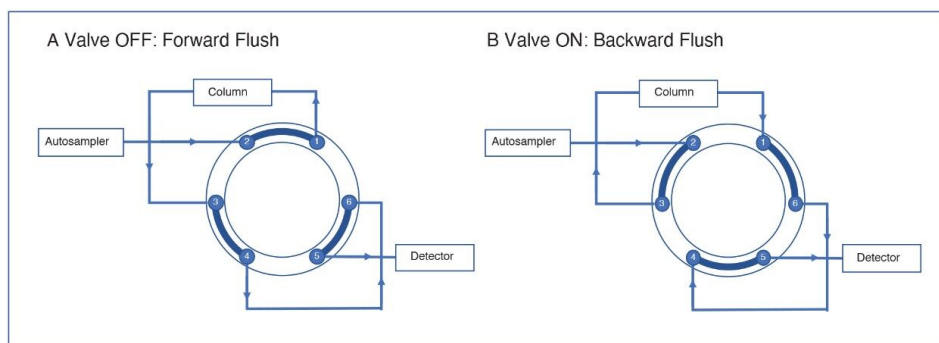 A Valve OFF: Forward Flush
Column
Autosampler
2
1
3
6
4
5
Detector
B Valve ON: Backward Flush
Column
Autosampler
2
1
3
6
4
5
Detector